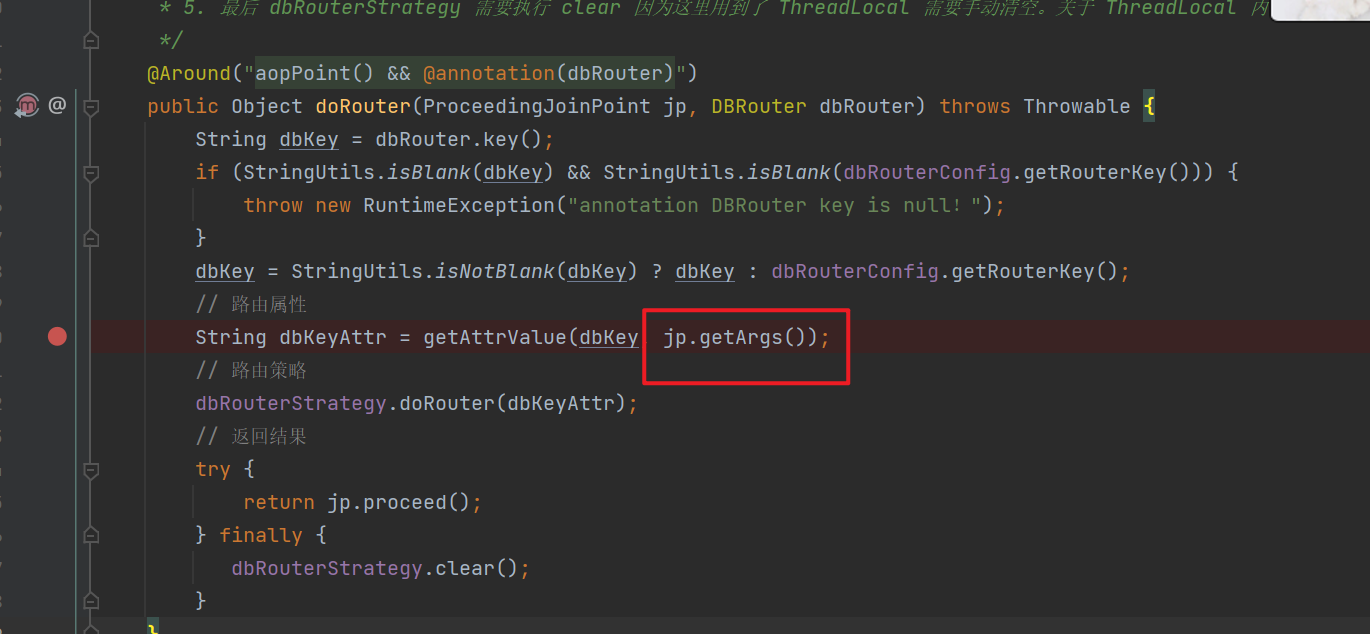 * 5. 最后 dbRouterStrategy 需要执行 clear 因为这里用到了 ThreadLocal 需要手动清空。关于 ThreadLocal 内
*/
@Around("aopPoint() && @annotation(dbRouter)")
public Object doRouter(ProceedingJoinPoint jp, DBRouter dbRouter) throws Throwable {
String dbKey = dbRouter.key();
if (StringUtils.isBlank(dbKey) && StringUtils.isBlank(dbRouterConfig.getRouterKey())) {
throw new RuntimeException("annotation DBRouter key is null！");
}
dbKey = StringUtils.isNotBlank(dbKey) ? dbKey : dbRouterConfig.getRouterKey();
// 路由属性
String dbKeyAttr = getAttrValue(dbKey jp.getArgs());
// 路由策略
dbRouterStrategy.doRouter(dbKeyAttr);
// 返回结果
try {
return jp.proceed();
} finally {
dbRouterStrategy.clear();
}
}